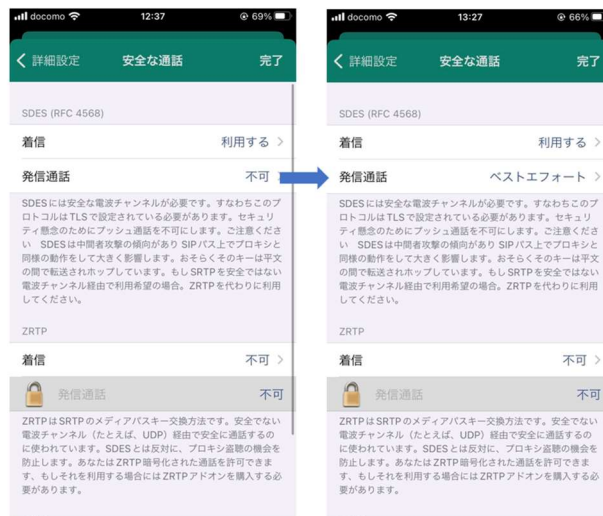 docomo 12:37 69%
詳細設定 安全な通話 完了
SDES (RFC 4568)
着信 利用する
発信通話 不可
SDESには安全な電波チャンネルが必要です。すなわちこのプ
ロトコルはTLSで設定されている必要があります。セキュリ
ティ懸念のためにプッシュ通話を不可にします。ご注意くださ
い SDESは中間者攻撃の傾向がありSIPパス上でプロキシと
同様の動作をして大きく影響します。おそらくそのキーは平文
の間で転送されホップしています。もしSRTPを安全ではない
電波チャンネル経由で利用希望の場合。ZRTPを代わりに利用
してください。
ZRTP
着信 不可
発信通話 不可
ZRTPはSRTPのメディアパスキー交換方法です。安全でない
電波チャンネル（たとえば、UDP）経由で安全に通話するの
に使われています。SDESとは反対に、プロキシ盗聴の機会を
防止します。あなたはZRTP暗号化された通話を許可できま
す、もしそれを利用する場合にはZRTPアドオンを購入する必
要があります。
docomo 13:27 66%
詳細設定 安全な通話 完了
SDES (RFC 4568)
着信 利用する
発信通話 ベストエフォート
SDESには安全な電波チャンネルが必要です。すなわちこのプ
ロトコルはTLSで設定されている必要があります。セキュリ
ティ懸念のためにプッシュ通話を不可にします。ご注意くださ
い SDESは中間者攻撃の傾向がありSIPパス上でプロキシと
同様の動作をして大きく影響します。おそらくそのキーは平文
の間で転送されホップしています。もしSRTPを安全ではない
電波チャンネル経由で利用希望の場合。ZRTPを代わりに利用
してください。
ZRTP
着信 不可
発信通話 不可
ZRTPはSRTPのメディアパスキー交換方法です。安全でない
電波チャンネル（たとえば、UDP）経由で安全に通話するの
に使われています。SDESとは反対に、プロキシ盗聴の機会を
防止します。あなたはZRTP暗号化された通話を許可できま
す、もしそれを利用する場合にはZRTPアドオンを購入する必
要があります。